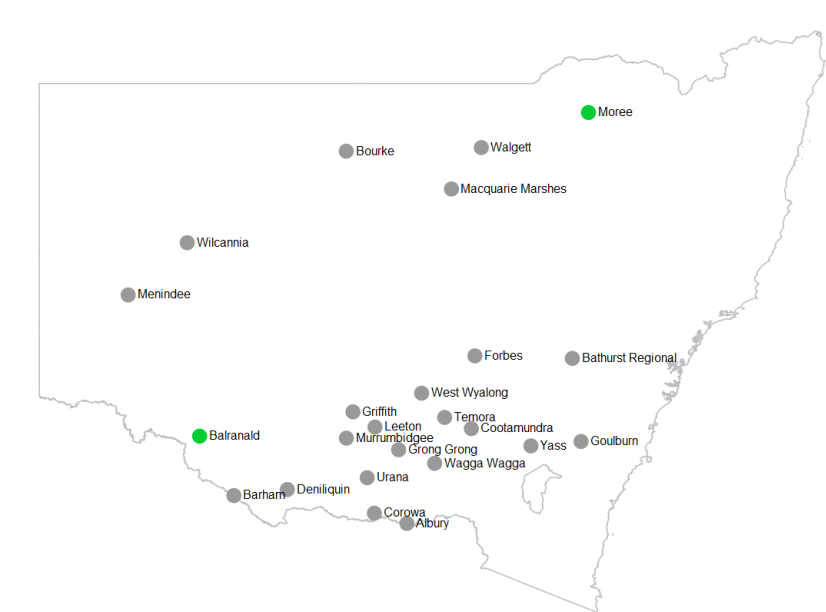 Moree
Walgett
Bourke
Macquarie Marshes
Wilcannia
Menindee
Forbes
Bathurst Regional
West Wyalong
Griffith
Temora
Leeton
Cootamundra
Balranald
Murrumbidgee
Goulburn
Yass
Grong Grong
Wagga Wagga
Urana
Deniliquin
Barham
Corowa
Albury